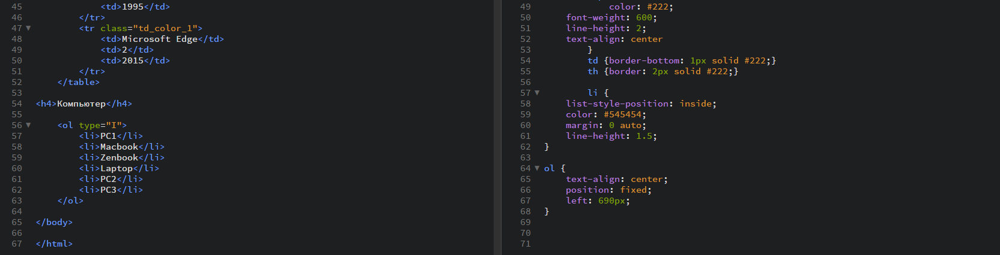 45 <td>1995</td>
46 </tr>
47 <tr class="td_color_1">
48 <td>Microsoft Edge</td>
49 <td>2</td>
50 <td>2015</td>
51 </tr>
52 </table>
53
54 <h4>Компьютер</h4>
55
56 <ol type="I">
57 <li>PC1</li>
58 <li>Macbook</li>
59 <li>Zenbook</li>
60 <li>Laptop</li>
61 <li>PC2</li>
62 <li>PC3</li>
63 </ol>
64
65 </body>
66
67 </html>
49 color: #222;
50 font-weight: 600;
51 line-height: 2;
52 text-align: center
53 }
54 td {border-bottom: 1px solid #222;}
55 th {border: 2px solid #222;}
56
57 li {
58 list-style-position: inside;
59 color: #545454;
60 margin: 0 auto;
61 line-height: 1.5;
62 }
63
64 ol {
65 text-align: center;
66 position: fixed;
67 left: 690px;
68 }
69
70
71